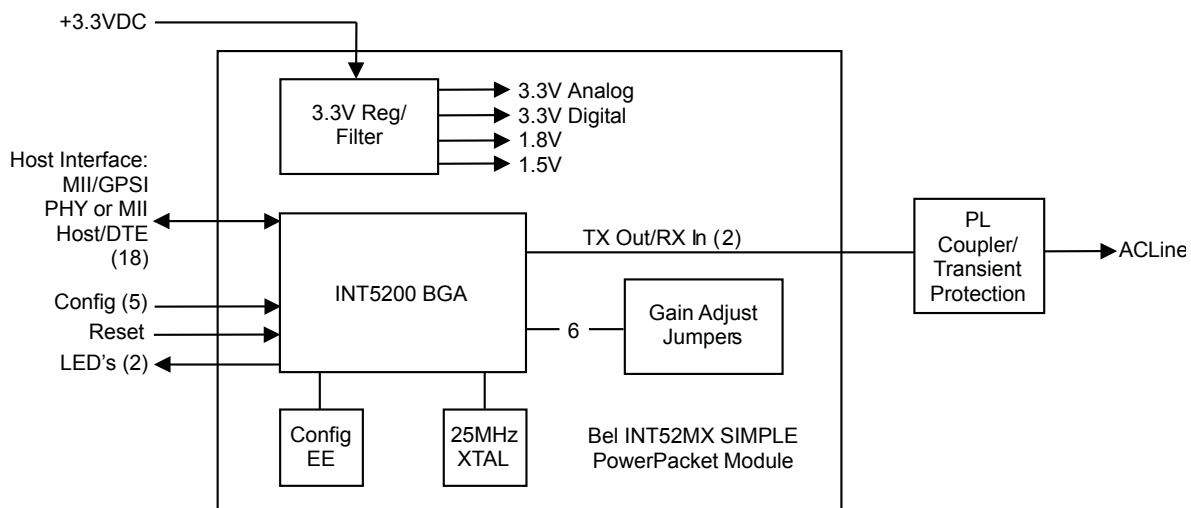 +3.3VDC
3.3V Reg/
Filter
3.3V Analog
3.3V Digital
1.8V
1.5V
Host Interface:
MII/GPSI
PHY or MII
Host/DTE
(18)
Config (5)
Reset
LED's (2)
INT5200 BGA
TX Out/RX In (2)
6
Gain Adjust
Jumpers
PL
Coupler/
Transient
Protection
ACLine
Config
EE
25MHz
XTAL
Bel INT52MX SIMPLE
PowerPacket Module